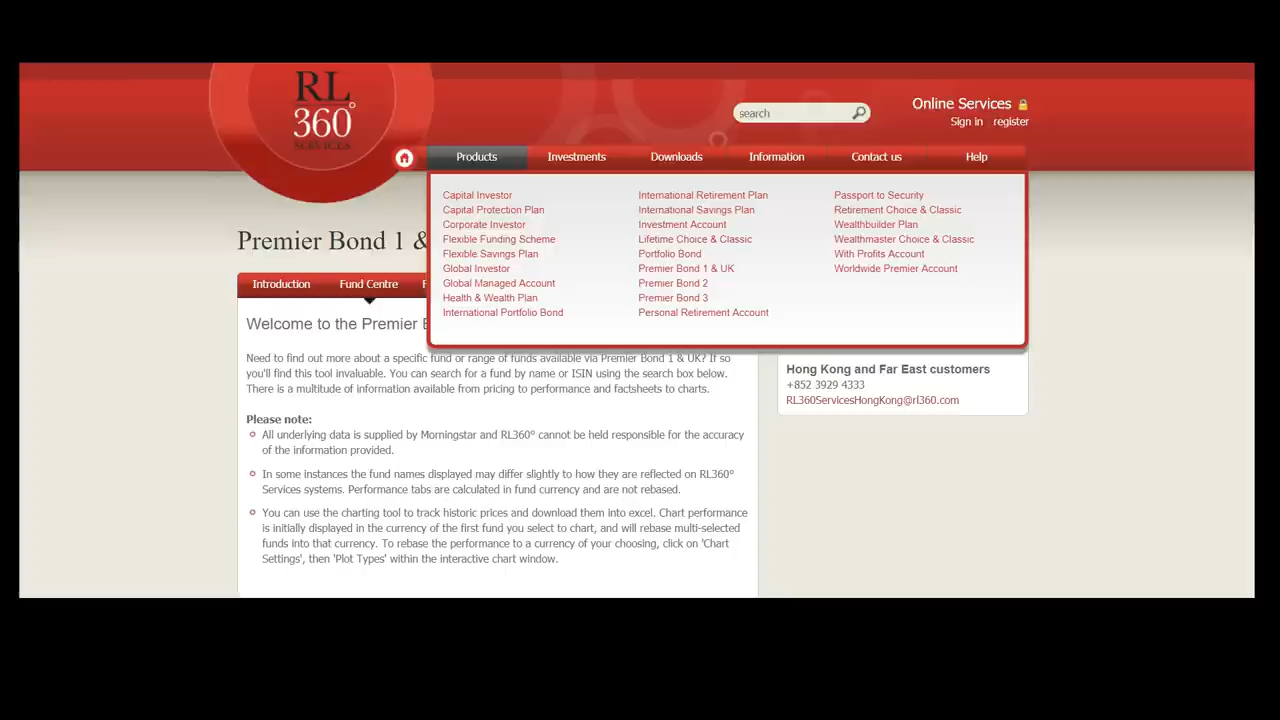 RL
360°
SERVICES
search
Online Services
Sign in register
Products Investments Downloads Information Contact us Help
Capital Investor
Capital Protection Plan
Corporate Investor
Flexible Funding Scheme
Flexible Savings Plan
Global Investor
Global Managed Account
Health & Wealth Plan
International Portfolio Bond
International Retirement Plan
International Savings Plan
Investment Account
Lifetime Choice & Classic
Portfolio Bond
Premier Bond 1 & UK
Premier Bond 2
Premier Bond 3
Personal Retirement Account
Passport to Security
Retirement Choice & Classic
Wealthbuilder Plan
Wealthmaster Choice & Classic
With Profits Account
Worldwide Premier Account
Premier Bond 1 &
Introduction Fund Centre F
Welcome to the Premier B
Need to find out more about a specific fund or range of funds available via Premier Bond 1 & UK? If so
you'll find this tool invaluable. You can search for a fund by name or ISIN using the search box below.
There is a multitude of information available from pricing to performance and factsheets to charts.
Please note:
All underlying data is supplied by Morningstar and RL360° cannot be held responsible for the accuracy
of the information provided.
In some instances the fund names displayed may differ slightly to how they are reflected on RL360°
Services systems. Performance tabs are calculated in fund currency and are not rebased.
You can use the charting tool to track historic prices and download them into excel. Chart performance
is initially displayed in the currency of the first fund you select to chart, and will rebase multi-selected
funds into that currency. To rebase the performance to a currency of your choosing, click on 'Chart
Settings', then 'Plot Types' within the interactive chart window.
Hong Kong and Far East customers
+852 3929 4333
RL360ServicesHongKong@rl360.com